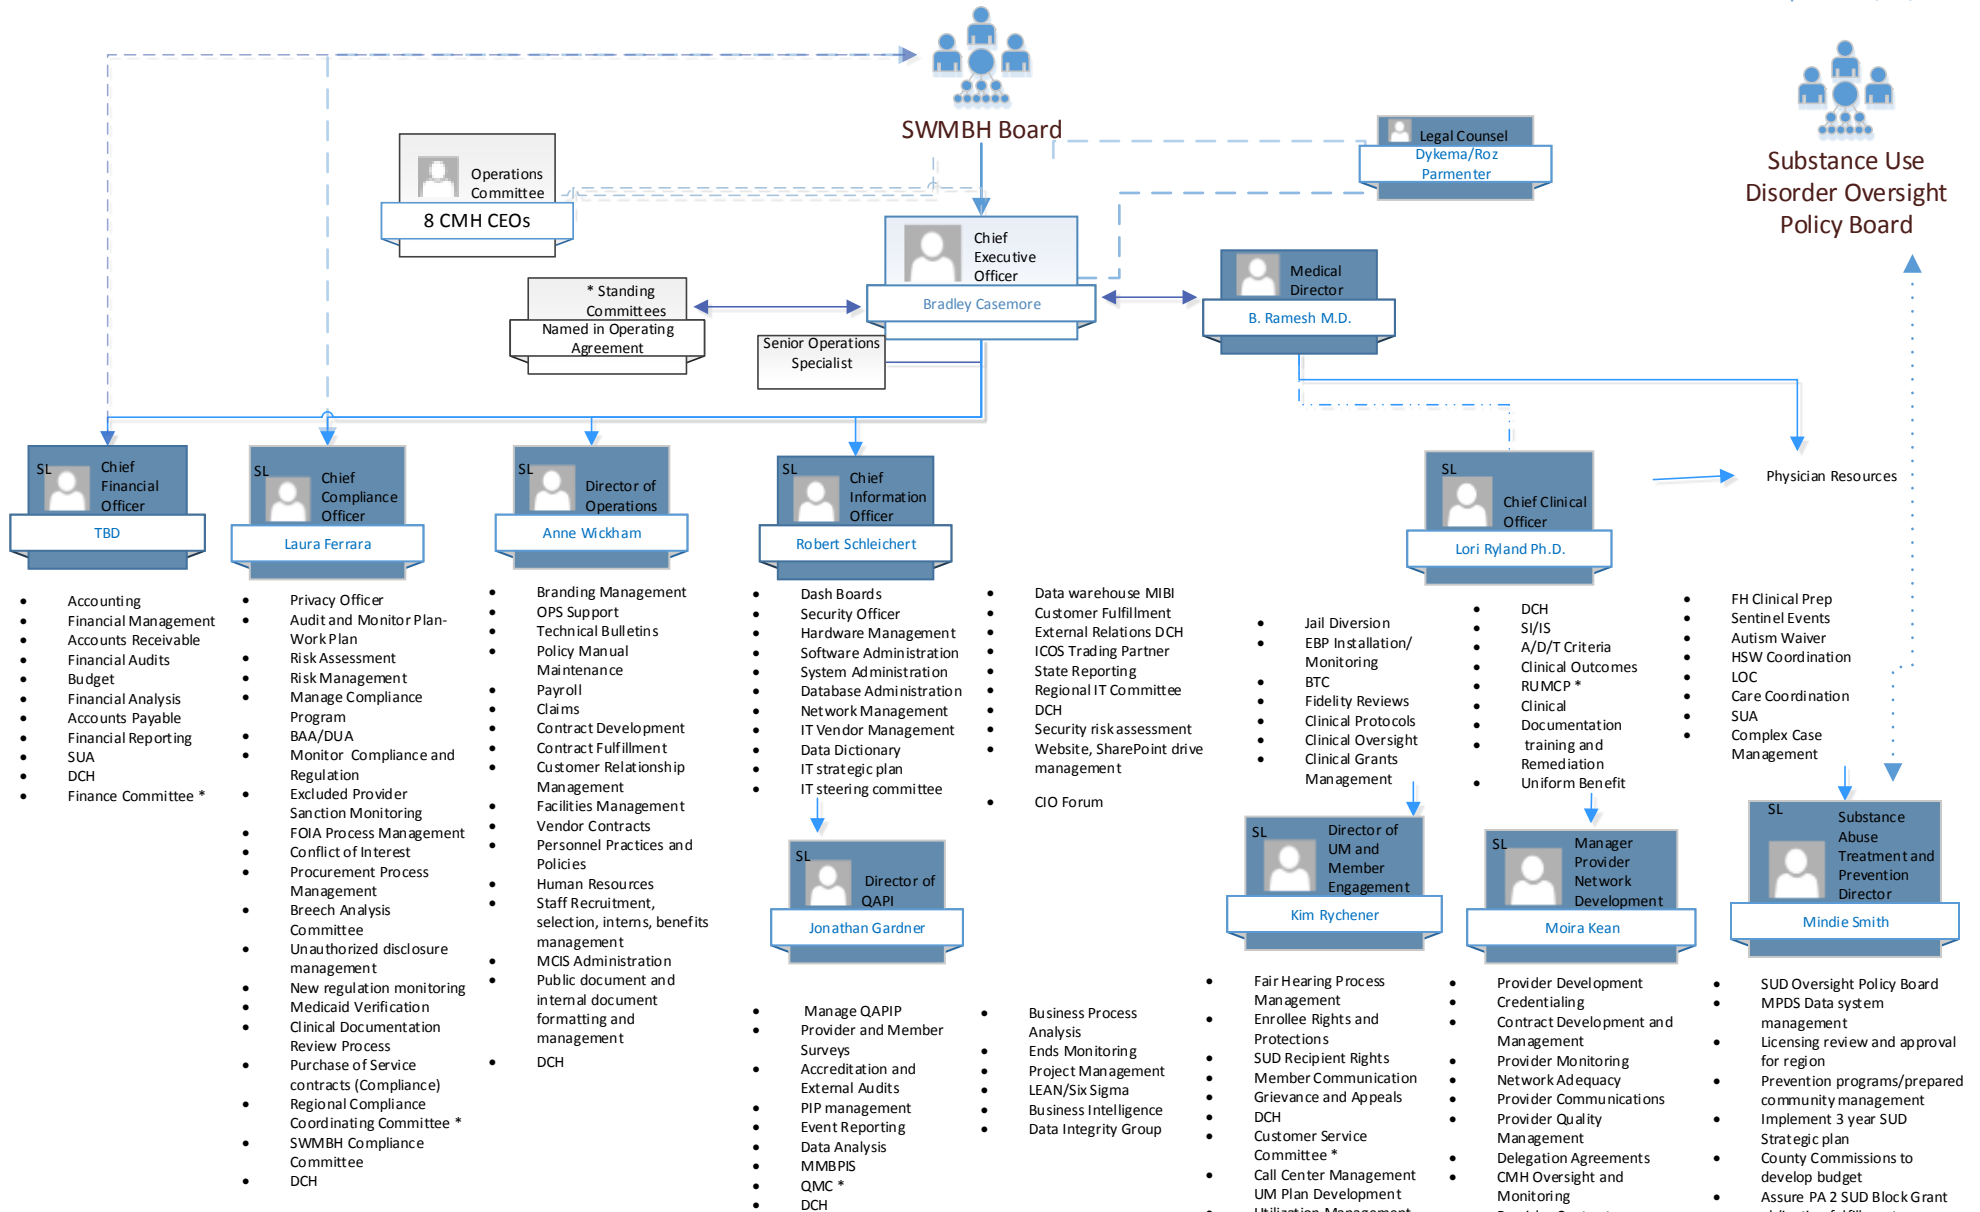 SWMBH Board
Legal Counsel
Dykema/Roz
Parmenter
Substance Use
Disorder Oversight
Policy Board
Operations
Committee
8 CMH CEOs
Chief
Executive
Officer
Bradley Casemore
Medical
Director
B. Ramesh M.D.
* Standing
Committees
Named in Operating
Agreement
Senior Operations
Specialist
SL
Chief
Financial
Officer
TBD
SL
Chief
Compliance
Officer
Laura Ferrara
SL
Director of
Operations
Anne Wickham
SL
Chief
Information
Officer
Robert Schleichert
SL
Chief Clinical
Officer
Lori Ryland Ph.D.
Physician Resources
• Accounting
• Financial Management
• Accounts Receivable
• Financial Audits
• Budget
• Financial Analysis
• Accounts Payable
• Financial Reporting
• SUA
• DCH
• Finance Committee *
• Privacy Officer
• Audit and Monitor Plan-
Work Plan
• Risk Assessment
• Risk Management
• Manage Compliance
Program
• BAA/DUA
• Monitor Compliance and
Regulation
• Excluded Provider
Sanction Monitoring
• FOIA Process Management
• Conflict of Interest
• Procurement Process
Management
• Breech Analysis
Committee
• Unauthorized disclosure
management
• New regulation monitoring
• Medicaid Verification
• Clinical Documentation
Review Process
• Purchase of Service
contracts (Compliance)
• Regional Compliance
Coordinating Committee *
• SWMBH Compliance
Committee
• DCH
• Branding Management
• OPS Support
• Technical Bulletins
• Policy Manual
Maintenance
• Payroll
• Claims
• Contract Development
• Contract Fulfillment
• Customer Relationship
Management
• Facilities Management
• Vendor Contracts
• Personnel Practices and
Policies
• Human Resources
• Staff Recruitment,
selection, interns, benefits
management
• MCIS Administration
• Public document and
internal document
formatting and
management
• DCH
• Dash Boards
• Security Officer
• Hardware Management
• Software Administration
• System Administration
• Database Administration
• Network Management
• IT Vendor Management
• Data Dictionary
• IT strategic plan
• IT steering committee
• Data warehouse MIBI
• Customer Fulfillment
• External Relations DCH
• ICOS Trading Partner
• State Reporting
• Regional IT Committee
• DCH
• Security risk assessment
• Website, SharePoint drive
management
• CIO Forum
• Jail Diversion
• EBP Installation/
Monitoring
• BTC
• Fidelity Reviews
• Clinical Protocols
• Clinical Oversight
• Clinical Grants
Management
• DCH
• SI/IS
• A/D/T Criteria
• Clinical Outcomes
• RUMCP *
• Clinical
• Documentation
• training and
Remediation
• Uniform Benefit
• FH Clinical Prep
• Sentinel Events
• Autism Waiver
• HSW Coordination
• LOC
• Care Coordination
• SUA
• Complex Case
Management
SL
Director of
QAPI
Jonathan Gardner
SL
Director of
UM and
Member
Engagement
Kim Rychener
SL
Manager
Provider
Network
Development
Moira Kean
SL
Substance
Abuse
Treatment and
Prevention
Director
Mindie Smith
• Manage QAPIP
• Provider and Member
Surveys
• Accreditation and
External Audits
• PIP management
• Event Reporting
• Data Analysis
• MMBPIS
• QMC *
• DCH
• Business Process
Analysis
• Ends Monitoring
• Project Management
• LEAN/Six Sigma
• Business Intelligence
• Data Integrity Group
• Fair Hearing Process
Management
• Enrollee Rights and
Protections
• SUD Recipient Rights
• Member Communication
• Grievance and Appeals
• DCH
• Customer Service
Committee *
• Call Center Management
UM Plan Development
• Utilization Management
• Provider Development
• Credentialing
• Contract Development and
Management
• Provider Monitoring
• Network Adequacy
• Provider Communications
• Provider Quality
Management
• Delegation Agreements
• CMH Oversight and
Monitoring
• SUD Oversight Policy Board
• MPDS Data system
management
• Licensing review and approval
for region
• Prevention programs/prepared
community management
• Implement 3 year SUD
Strategic plan
• County Commissions to
develop budget
• Assure PA 2 SUD Block Grant